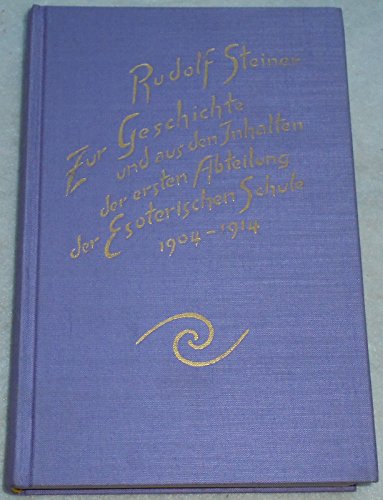 Rudolf Steiner
Zur Geschichte
und aus den Inhalten
der ersten Abteilung
der Esoterischen Schule
1904-1914